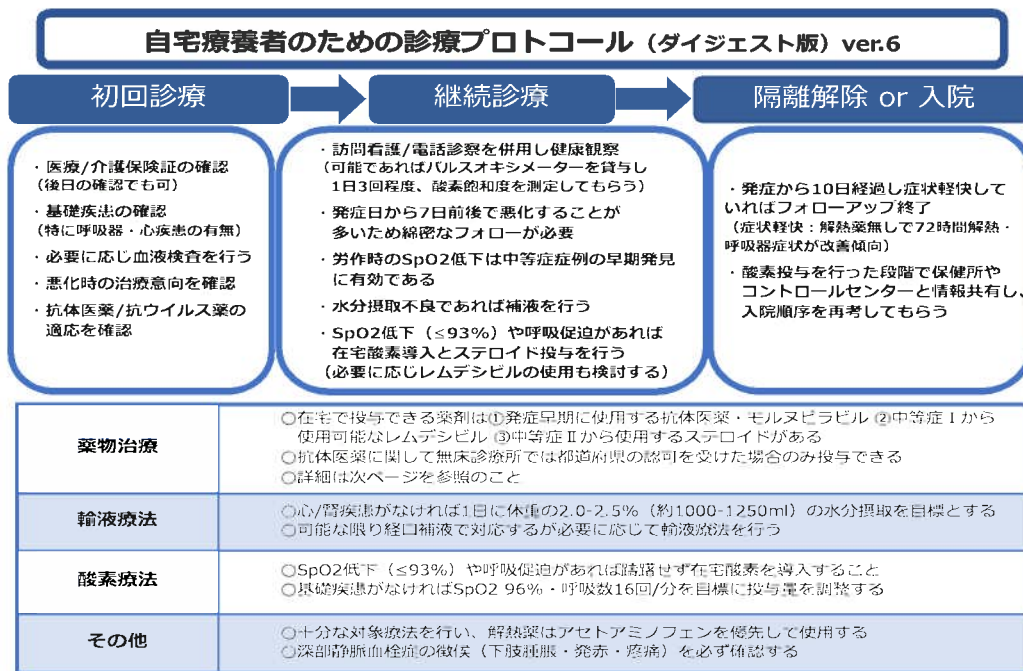 自宅療養者のための診療プロトコール（ダイジェスト版）ver.6
初回診療
継続診療
隔離解除 or 入院
・医療/介護保険証の確認
（後日の確認でも可）
・基礎疾患の確認
（特に呼吸器・心疾患の有無）
・必要に応じ血液検査を行う
・悪化時の治療意向を確認
・抗体医薬/抗ウイルス薬の
適応を確認
・訪問看護/電話診察を併用し健康観察
（可能であればパルスオキシメーターを貸与し
1日3回程度、酸素飽和度を測定してもらう）
・発症日から7日前後で悪化することが
多いため綿密なフォローが必要
・労作時のSpO2低下は中等症症例の早期発見
に有効である
・水分摂取不良であれば補液を行う
・SpO2低下（≤93%）や呼吸促迫があれば
在宅酸素導入とステロイド投与を行う
（必要に応じレムデシビルの使用も検討する）
・発症から10日経過し症状軽快して
いればフォローアップ終了
（症状軽快：解熱薬無しで72時間解熱・
呼吸器症状が改善傾向）
・酸素投与を行った段階で保健所や
コントロールセンターと情報共有し、
入院順序を再考してもらう
薬物治療
○在宅で投与できる薬剤は①発症早期に使用する抗体医薬・モルヌピラビル ②中等症Ⅰから
使用可能なレムデシビル ③中等症Ⅱから使用するステロイドがある
○抗体医薬に関して無床診療所では都道府県の認可を受けた場合のみ投与できる
○詳細は次ページを参照のこと
輸液療法
○心/腎疾患がなければ1日に体重の2.0-2.5%（約1000-1250ml）の水分摂取を目標とする
○可能な限り経口補液で対応するが必要に応じて輸液療法を行う
酸素療法
○SpO2低下（≤93%）や呼吸促迫があれば躊躇せず在宅酸素を導入すること
○基礎疾患がなければSpO2 96%・呼吸数16回/分を目標に投与量を調整する
その他
○十分な対象療法を行い、解熱薬はアセトアミノフェンを優先して使用する
○深部静脈血栓症の徴候（下肢腫脹・発赤・疼痛）を必ず確認する